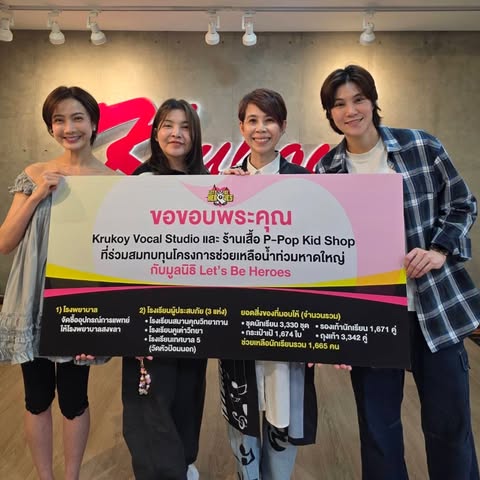 Krukoy
LET'S BE HEROES
ขอขอบพระคุณ
Krukoy Vocal Studio และ ร้านเสื้อ P-Pop Kid Shop
ที่ร่วมสมทบทุนโครงการช่วยเหลือน้ำท่วมหาดใหญ่
กับมูลนิธิ Let's Be Heroes
1) โรงพยาบาล
จัดซื้ออุปกรณ์การแพทย์
ให้โรงพยาบาลสงขลา
2) โรงเรียนผู้ประสบภัย (3 แห่ง)
• โรงเรียนสมานคุณวิทยาทาน
• โรงเรียนคูเต่าวิทยา
• โรงเรียนเทศบาล 5
(วัดหัวป้อมนอก)
ยอดสิ่งของที่มอบให้ (จำนวนรวม)
• ชุดนักเรียน 3,330 ชุด
• รองเท้านักเรียน 1,671 คู่
• กระเป๋าเป้ 1,674 ใบ
• ถุงเท้า 3,342 คู่
ช่วยเหลือนักเรียนรวม 1,665 คน